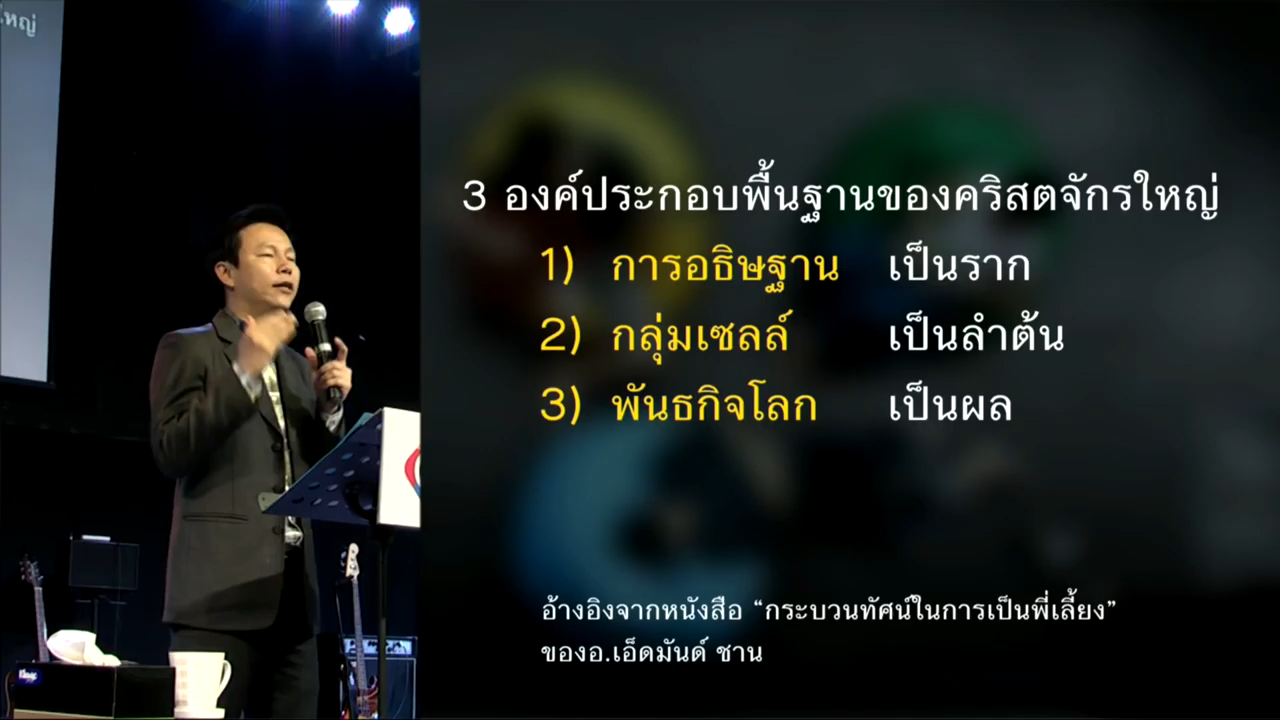 ใหญ่
3 องค์ประกอบพื้นฐานของคริสตจักรใหญ่
1) การอธิษฐาน เป็นราก
2) กลุ่มเซลล์ เป็นลำต้น
3) พันธกิจโลก เป็นผล
อ้างอิงจากหนังสือ “กระบวนทัศน์ในการเป็นพี่เลี้ยง”
ของอ.เอ็ดมันด์ ชาน